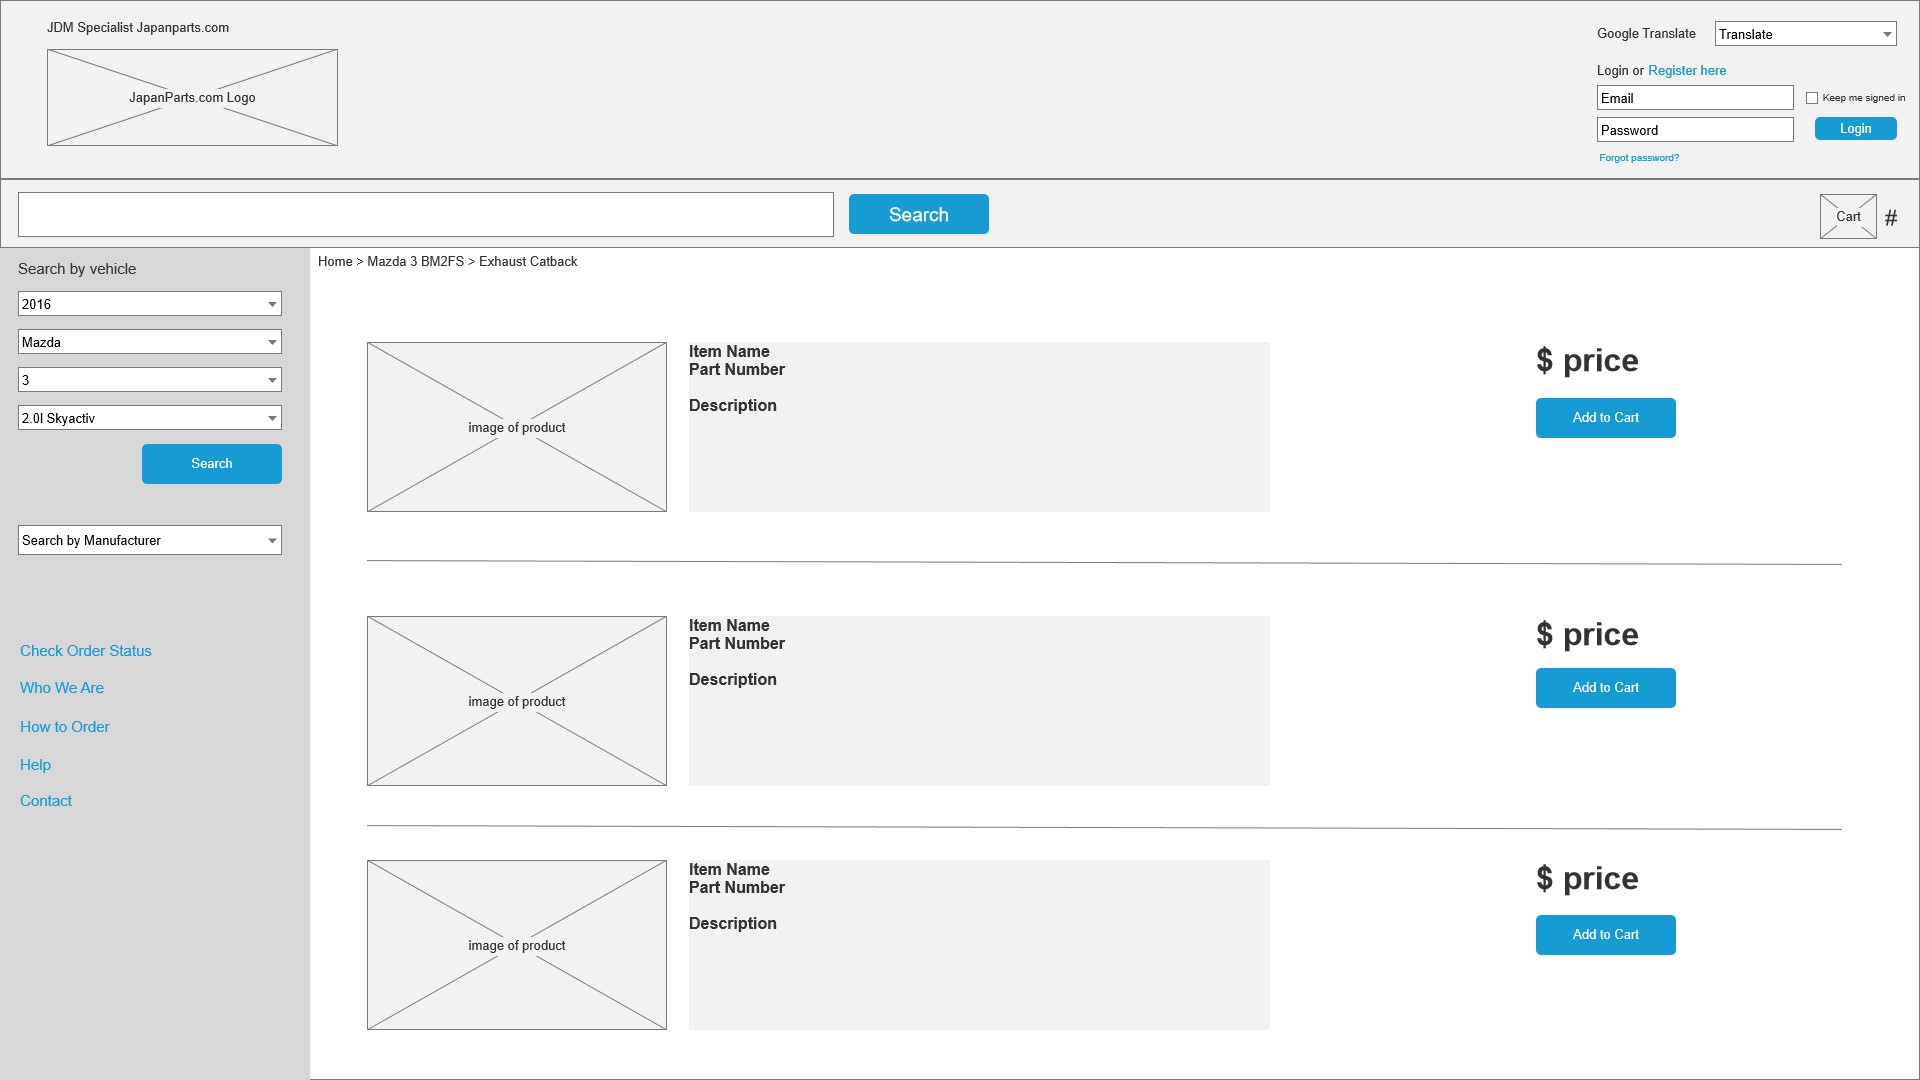 JDM Specialist Japanparts.com
JapanParts.com Logo
Google Translate
Translate
Login or Register here
Email
Keep me signed in
Password
Login
Forgot password?
Search
Cart
#
Search by vehicle
2016
Mazda
3
2.0l Skyactiv
Search
Search by Manufacturer
Check Order Status
Who We Are
How to Order
Help
Contact
Home > Mazda 3 BM2FS > Exhaust Catback
image of product
Item Name
Part Number
Description
$ price
Add to Cart
image of product
Item Name
Part Number
Description
$ price
Add to Cart
image of product
Item Name
Part Number
Description
$ price
Add to Cart